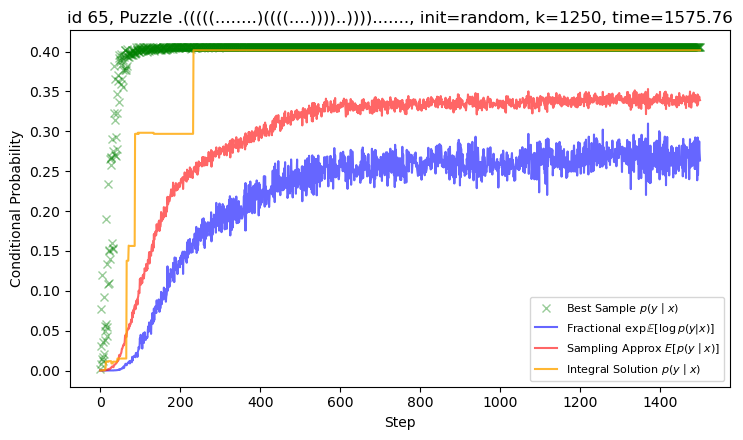 id 65, Puzzle .(((((........)((((....))))..))))......., init=random, k=1250, time=1575.76
0.40
0.35
0.30
0.25
0.20
0.15
0.10
0.05
0.00
Conditional Probability
0
200
400
600
800
1000
1200
1400
Step
Best Sample p(y | x)
Fractional exp𝔼[log p(y|x)]
Sampling Approx E[p(y | x)]
Integral Solution p(y | x)